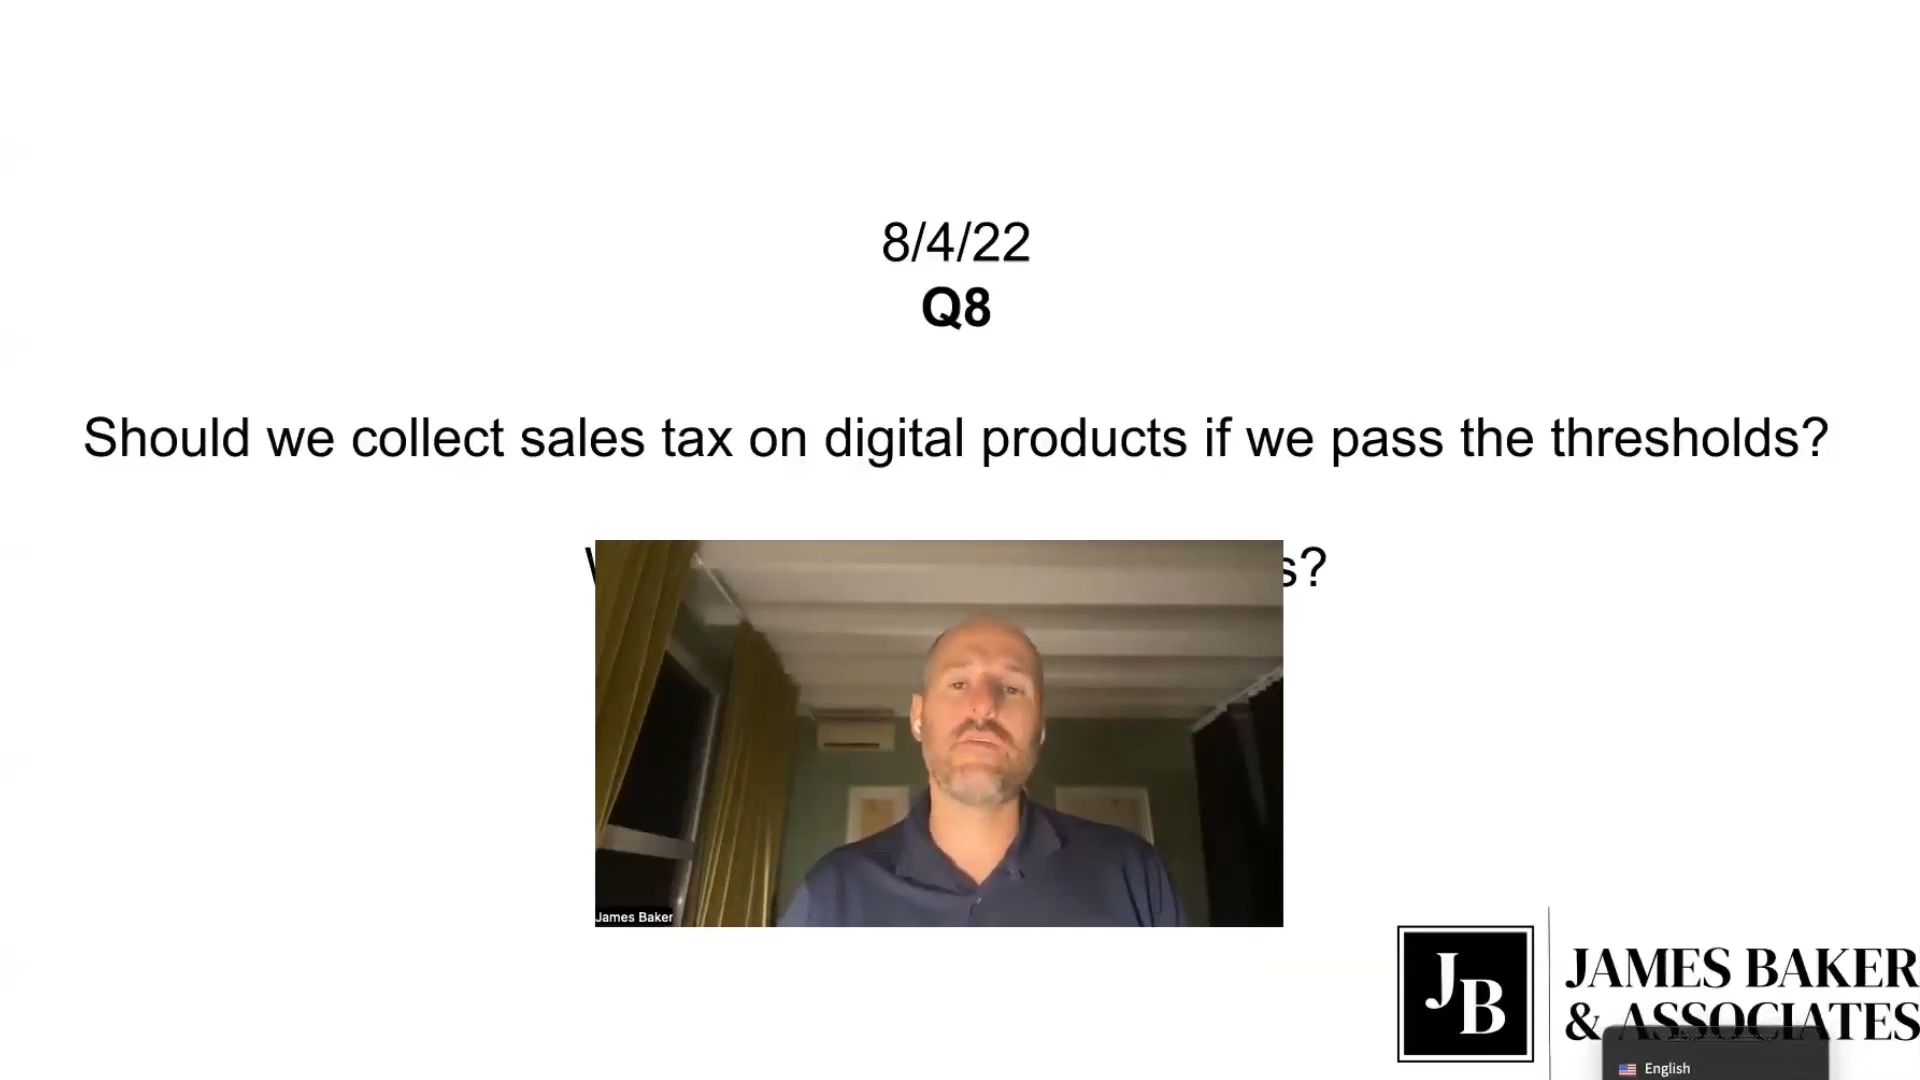 8/4/22
Q8
Should we collect sales tax on digital products if we pass the thresholds?
James Baker
JB
JAMES BAKER
& ASSOCIATES
English